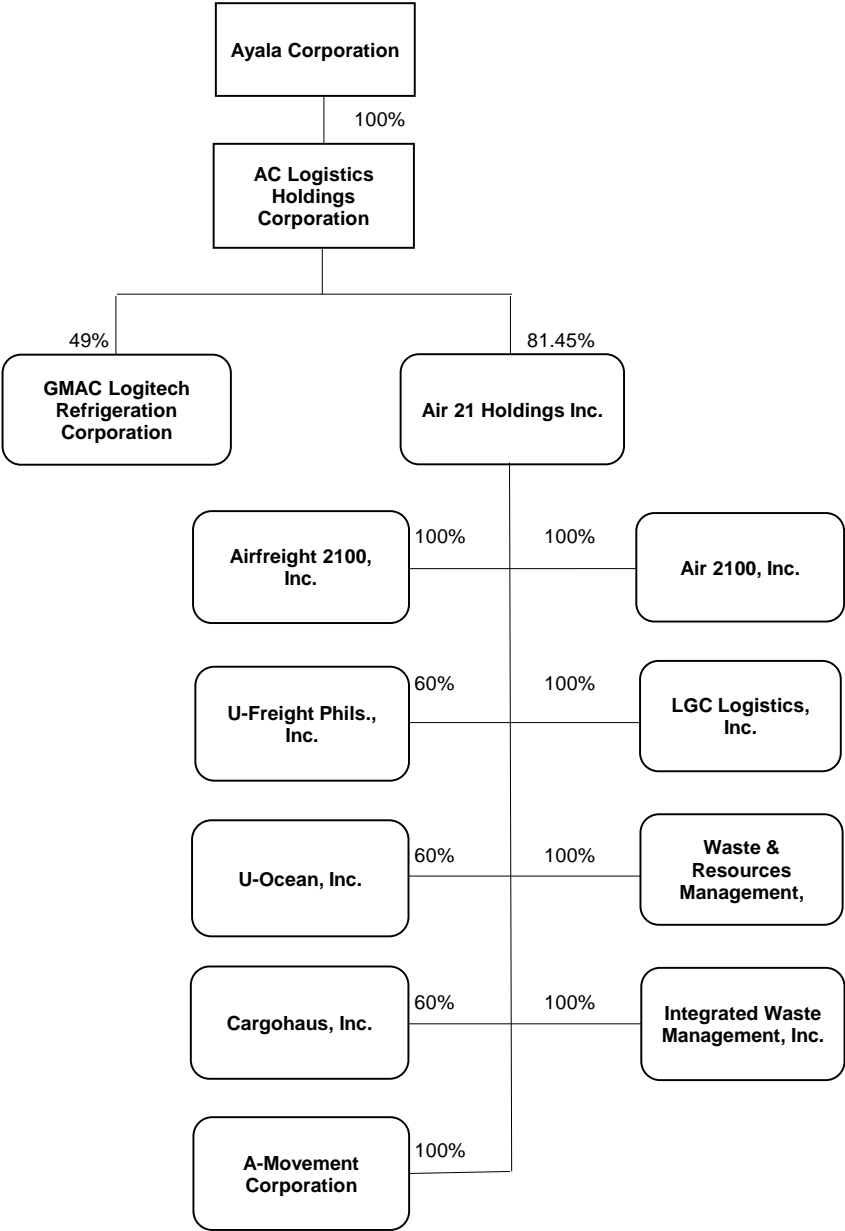 Ayala Corporation
100%
AC Logistics
Holdings
Corporation
49%
81.45%
GMAC Logitech
Refrigeration
Corporation
Air 21 Holdings Inc.
100%
100%
Airfreight 2100,
Inc.
Air 2100, Inc.
60%
100%
U-Freight Phils.,
Inc.
LGC Logistics,
Inc.
60%
100%
U-Ocean, Inc.
Waste &
Resources
Management,
60%
100%
Cargohaus, Inc.
Integrated Waste
Management, Inc.
100%
A-Movement
Corporation